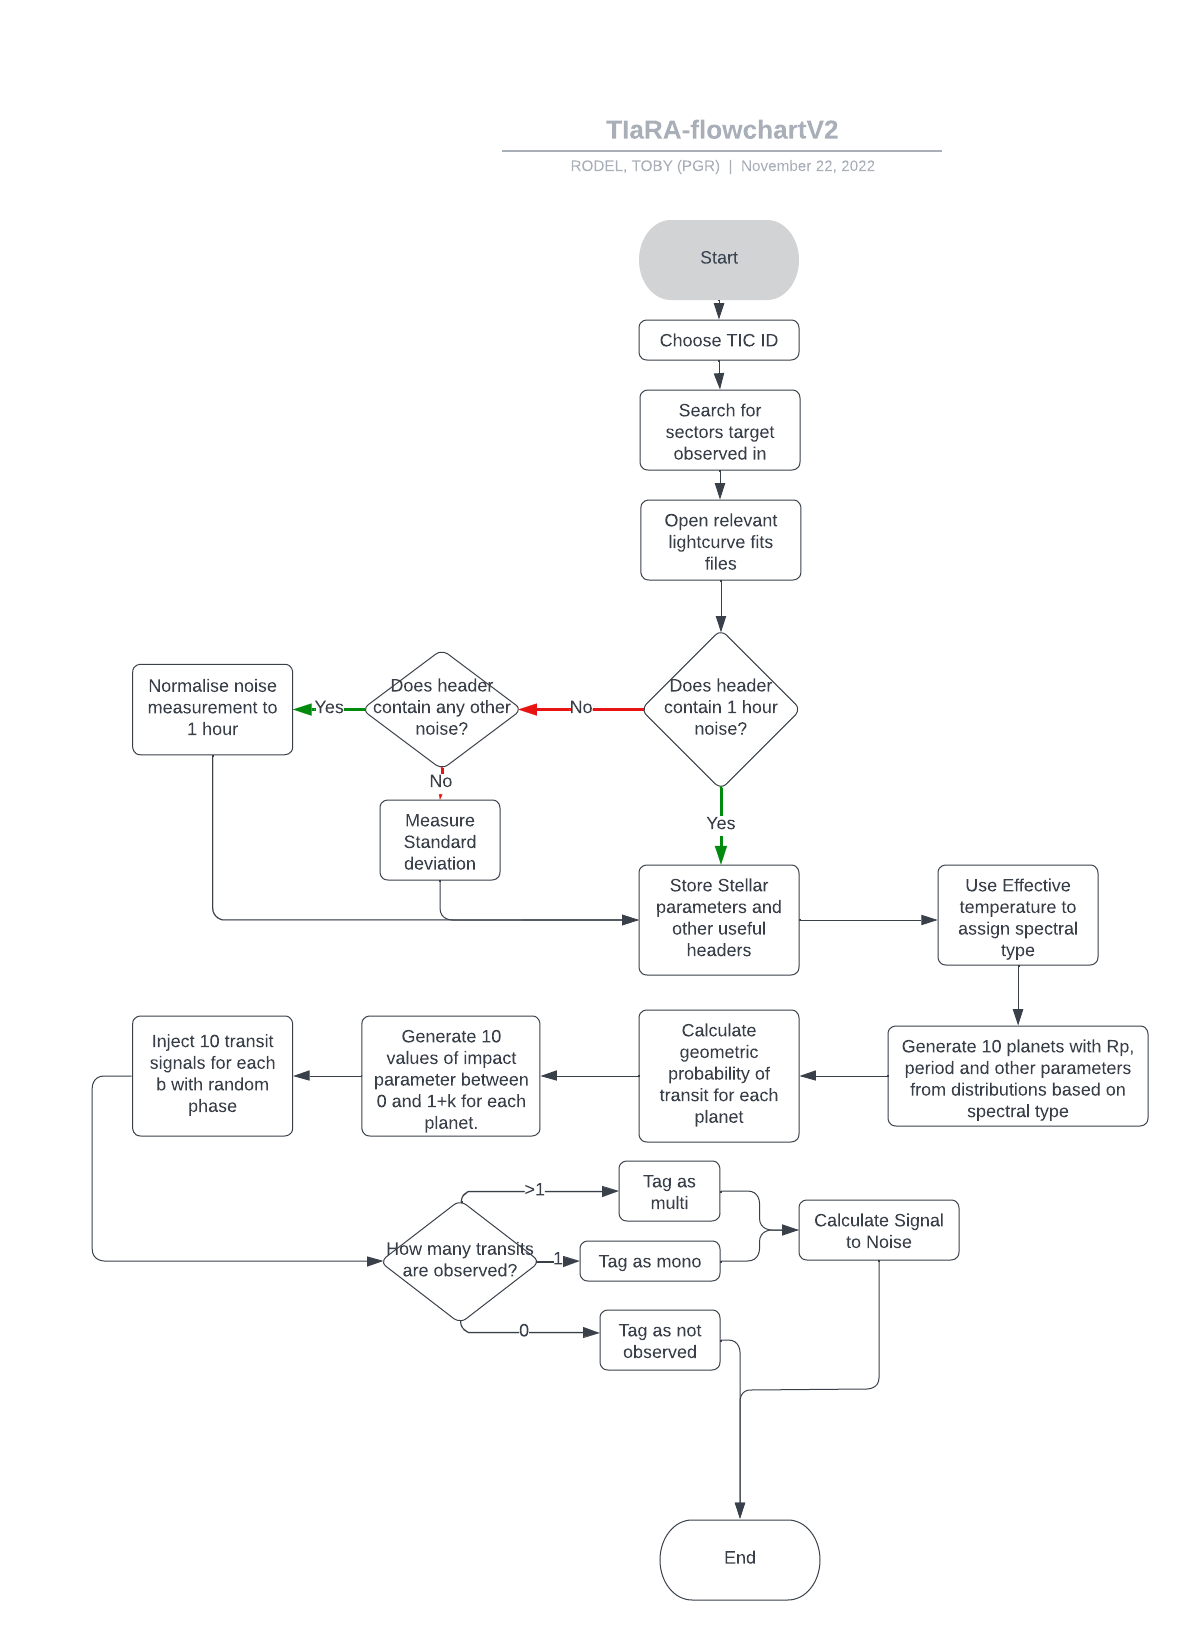 TIaRA-flowchartV2
RODEL, TOBY (PGR) | November 22, 2022
Start
Choose TIC ID
Search for
sectors target
observed in
Open relevant
lightcurve fits
files
Does header
contain 1 hour
noise?
No
Does header
contain any other
noise?
Yes
Normalise noise
measurement to
1 hour
No
Measure
Standard
deviation
Yes
Store Stellar
parameters and
other useful
headers
Use Effective
temperature to
assign spectral
type
Generate 10 planets with Rp,
period and other parameters
from distributions based on
spectral type
Calculate
geometric
probability of
transit for each
planet
Generate 10
values of impact
parameter between
0 and 1+k for each
planet.
Inject 10 transit
signals for each
b with random
phase
How many transits
are observed?
>1
Tag as
multi
1
Tag as mono
0
Tag as not
observed
Calculate Signal
to Noise
End